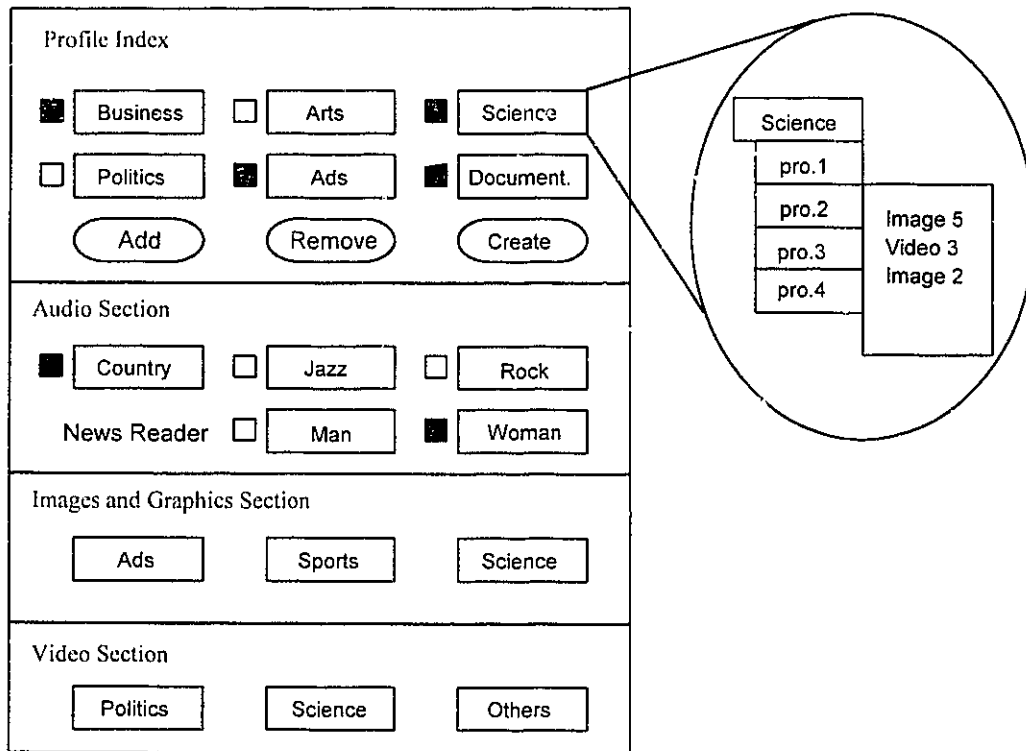 Profile Index
Business Arts Science
Politics Ads Document.
Add Remove Create
Audio Section
Country Jazz Rock
News Reader Man Woman
Images and Graphics Section
Ads Sports Science
Video Section
Politics Science Others
Science
pro.1
pro.2
pro.3
pro.4
Image 5
Video 3
Image 2